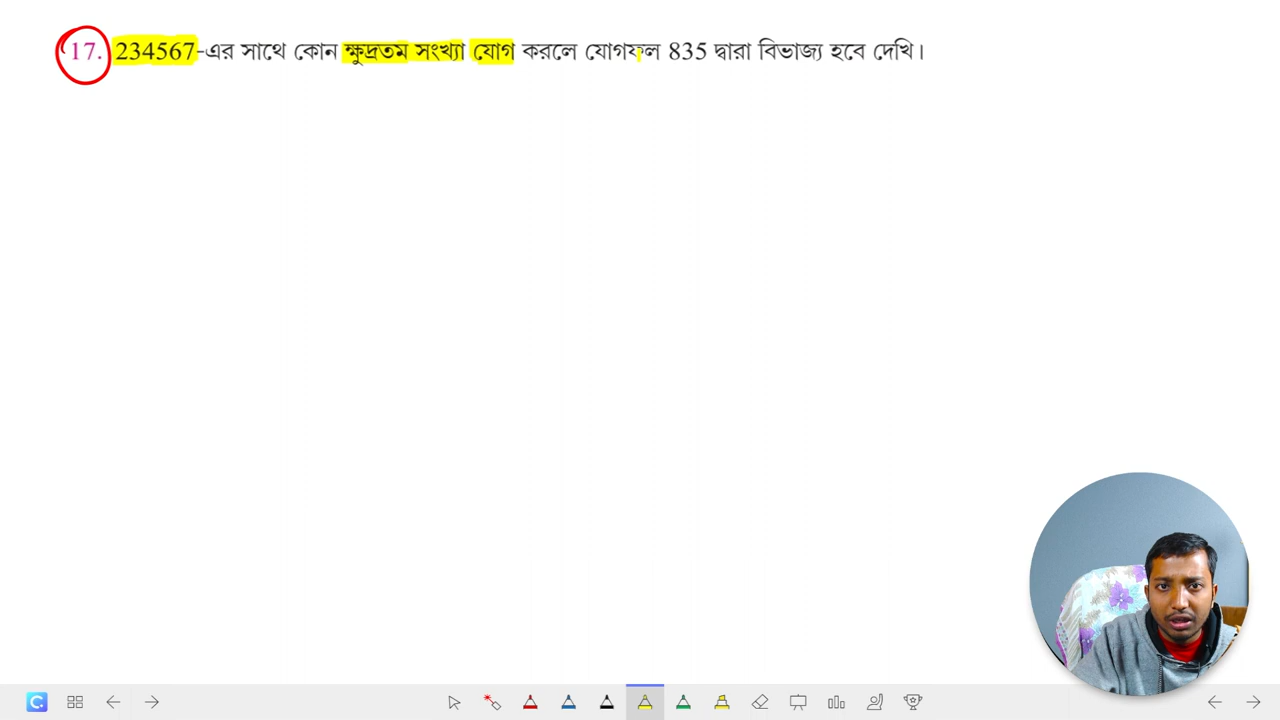 17. 234567-এর সাথে কোন ক্ষুদ্রতম সংখ্যা যোগ করলে যোগফল 835 দ্বারা বিভাজ্য হবে দেখি।